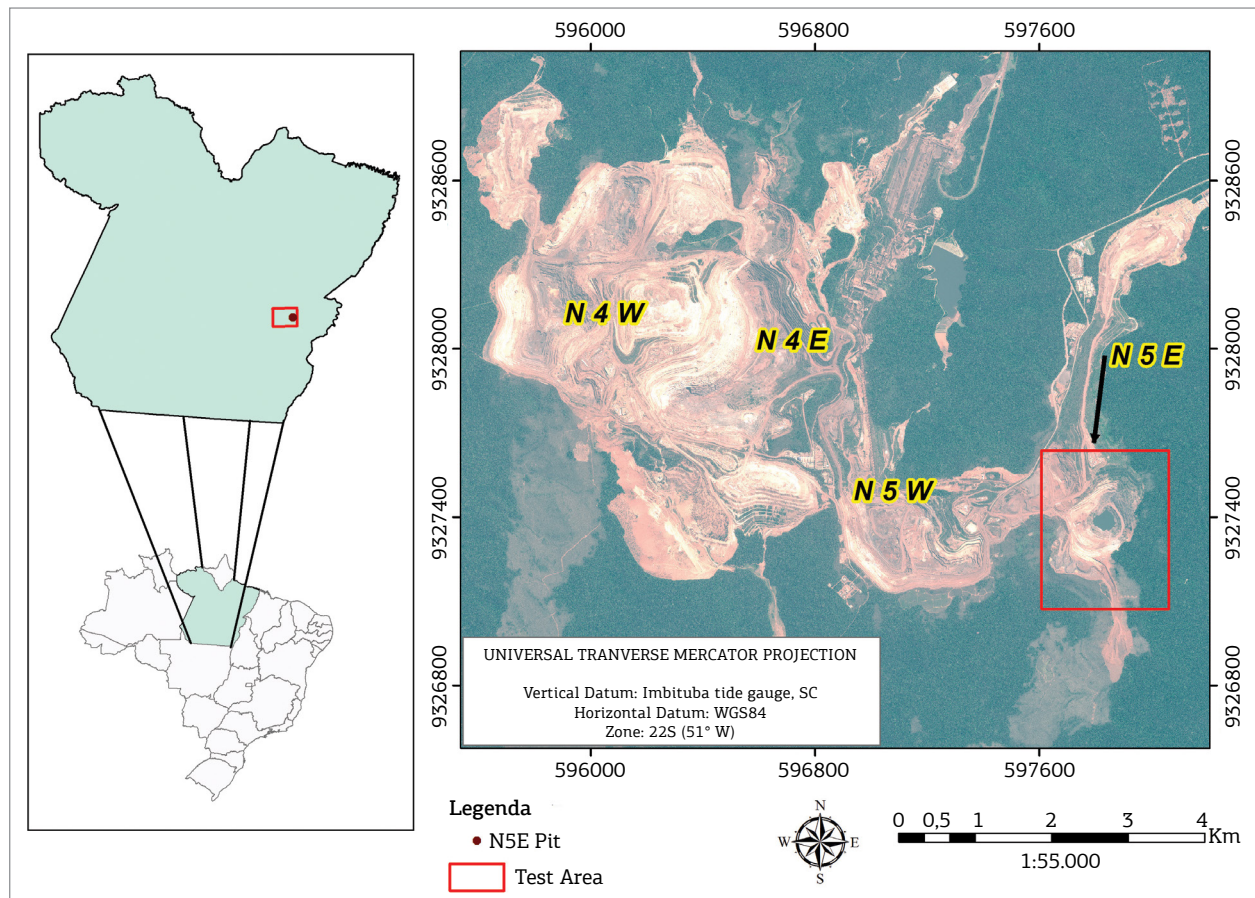 596000
596800
597600
9328600
9328600
N 4 W
N 4 E
N 5 E
9328000
9328000
N 5 W
9327400
9327400
UNIVERSAL TRANVERSE MERCATOR PROJECTION
Vertical Datum: Imbituba tide gauge, SC
Horizontal Datum: WGS84
Zone: 22S (51° W)
9326800
9326800
596000
596800
597600
Legenda
N5E Pit
Test Area
N
W
E
S
0 0,5 1 2 3 4
Km
1:55.000